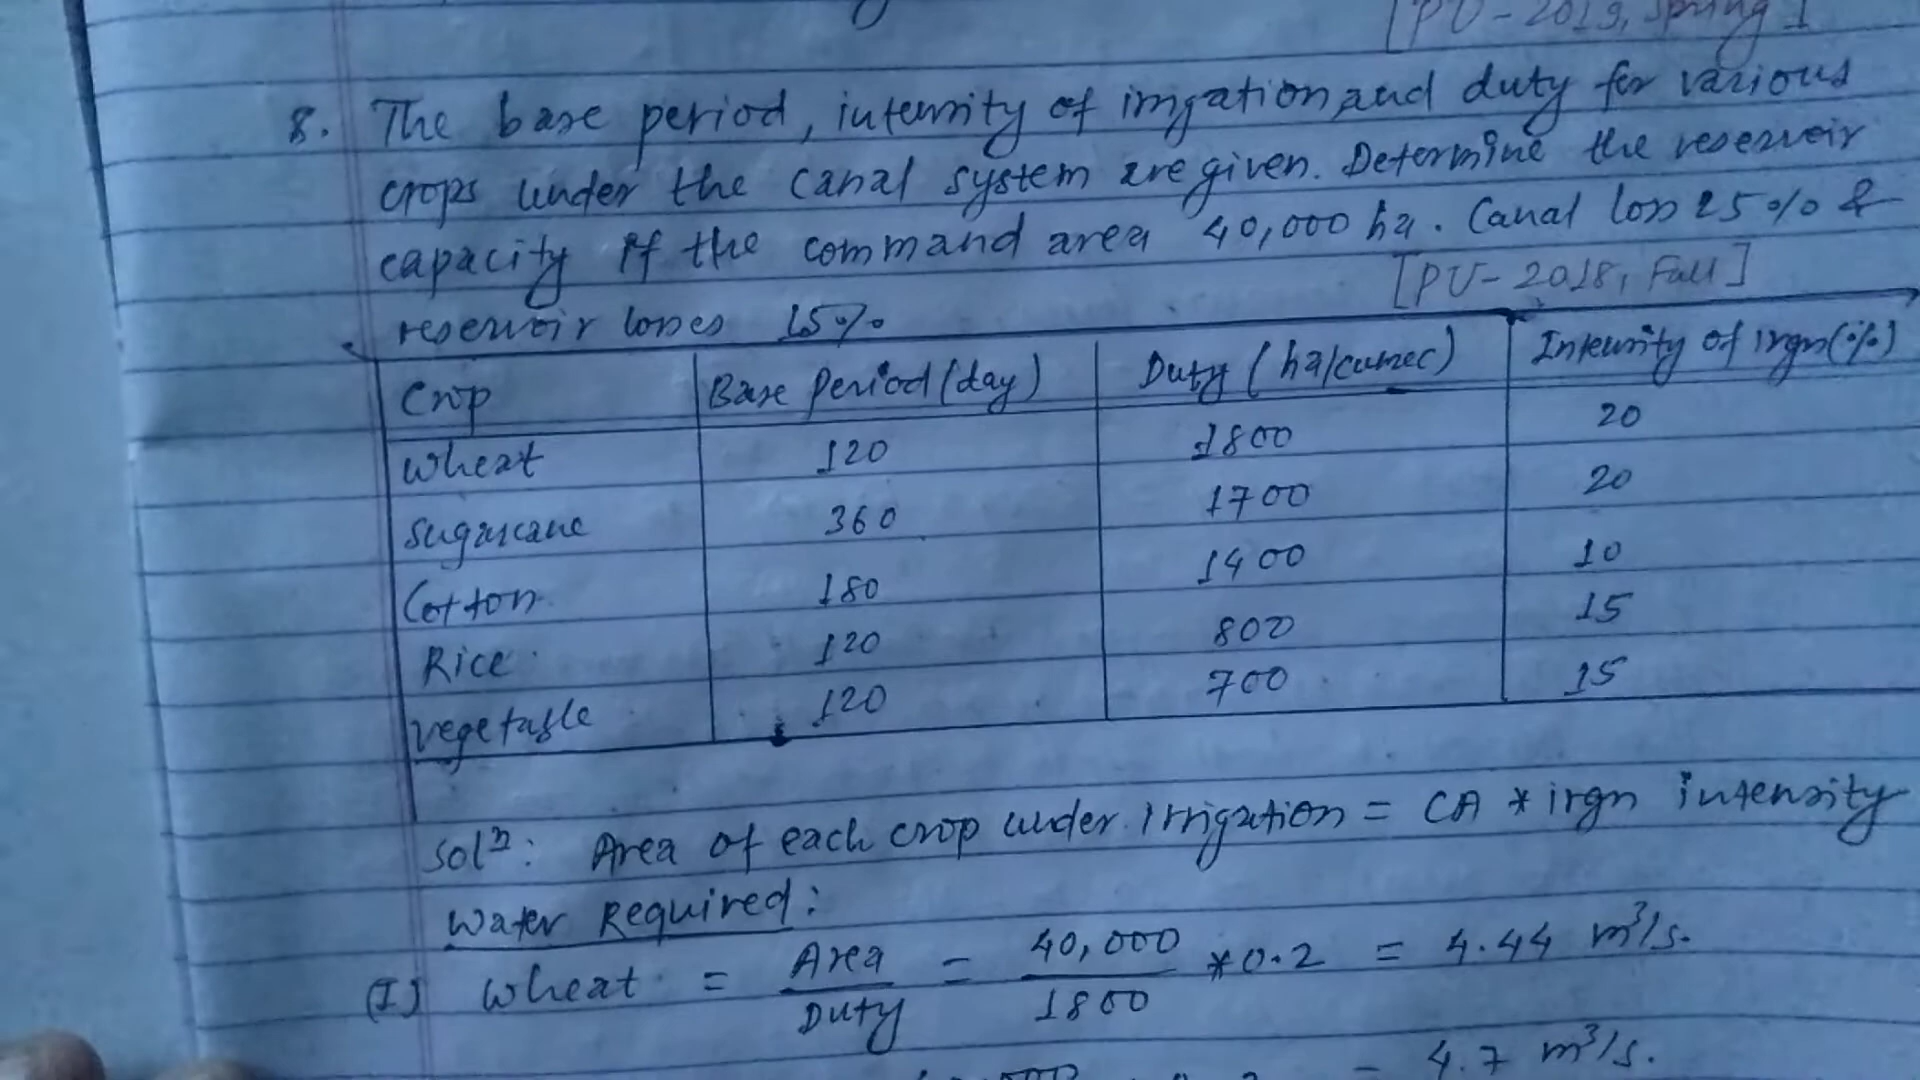 [PU-2019, spring]
8. The base period, intensity of irrigation, and duty for various
crops under the canal system are given. Determine the reservoir
capacity if the command area 40,000 ha. Canal loss 25% &
reservoir losses 15% [PU-2018, Fall]
Crop Base Period (day) Duty (ha/cumec) Intensity of irgn (%)
wheat 120 1800 20
sugarcane 360 1700 20
Cotton 180 1400 10
Rice 120 800 15
vegetable 120 700 15
Solⁿ: Area of each crop under irrigation = CA * irgn intensity
Water Required:
(I) Wheat = Area / Duty = 40,000 / 1800 * 0.2 = 4.44 m³/s.
= 4.7 m³/s.